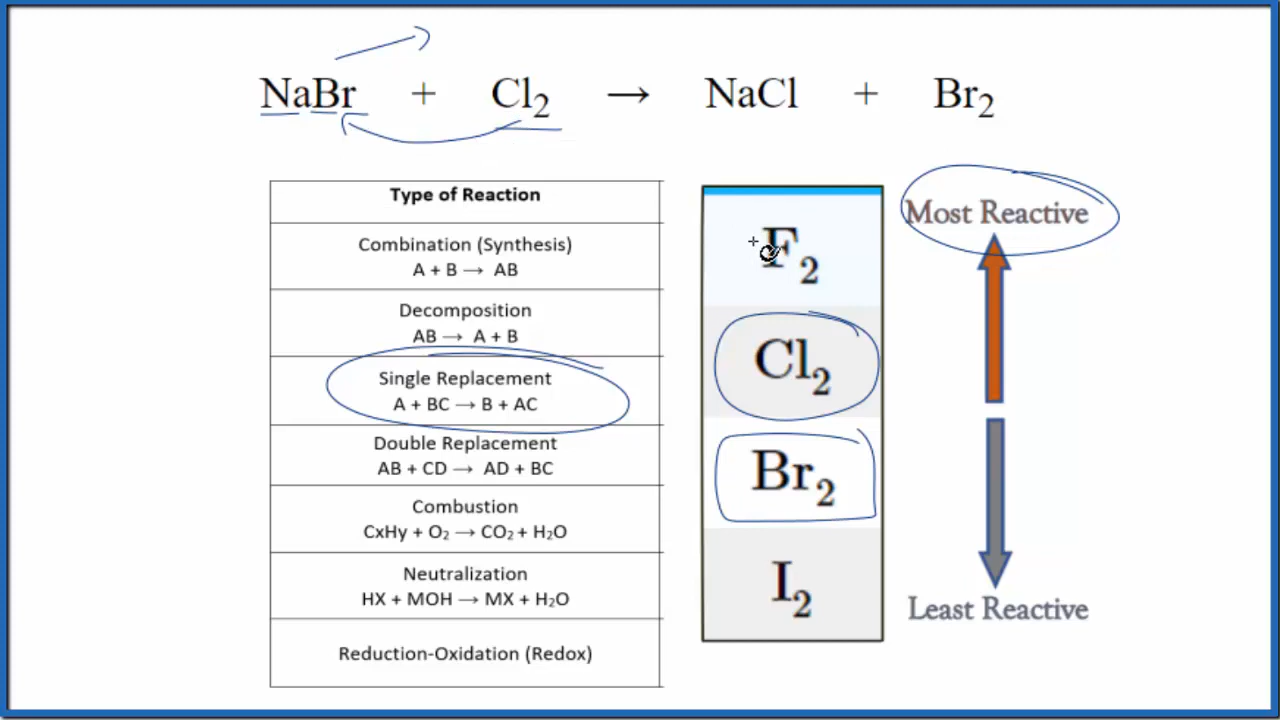 NaBr + Cl₂ → NaCl + Br₂
Type of Reaction
Combination (Synthesis)
A + B → AB
Decomposition
AB → A + B
Single Replacement
A + BC → B + AC
Double Replacement
AB + CD → AD + BC
Combustion
CxHy + O₂ → CO₂ + H₂O
Neutralization
HX + MOH → MX + H₂O
Reduction-Oxidation (Redox)
F₂
Cl₂
Br₂
I₂
Most Reactive
Least Reactive